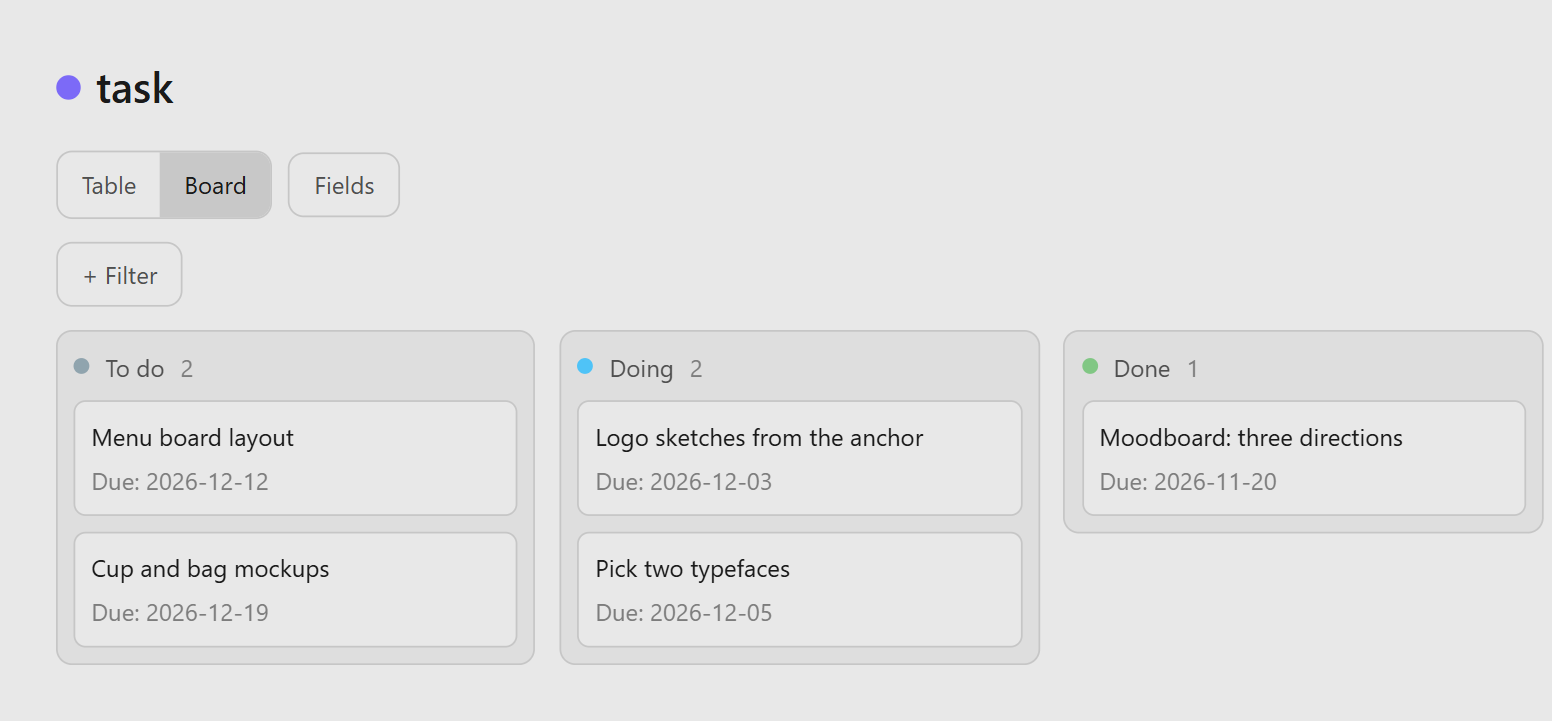 task
Table Board Fields
+ Filter
To do 2
Menu board layout
Due: 2026-12-12
Cup and bag mockups
Due: 2026-12-19
Doing 2
Logo sketches from the anchor
Due: 2026-12-03
Pick two typefaces
Due: 2026-12-05
Done 1
Moodboard: three directions
Due: 2026-11-20